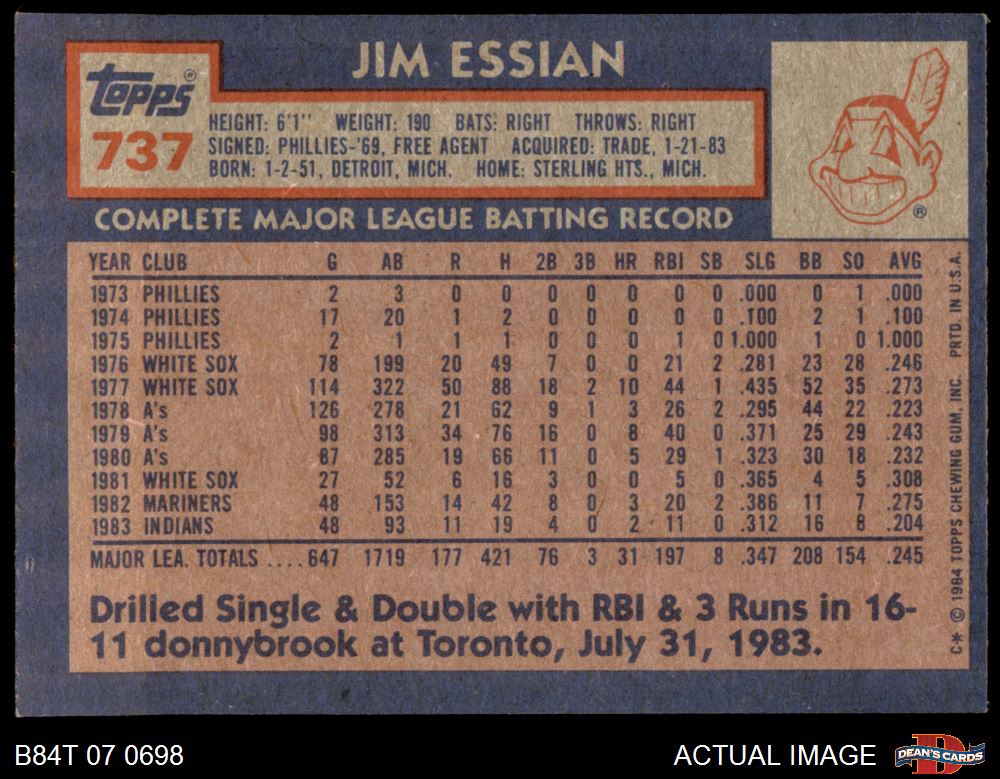 JIM ESSIAN
Topps®
737
HEIGHT: 6'1" WEIGHT: 190 BATS: RIGHT THROWS: RIGHT
SIGNED: PHILLIES-'69, FREE AGENT ACQUIRED: TRADE, 1-21-83
BORN: 1-2-51, DETROIT, MICH. HOME: STERLING HTS., MICH.
®
COMPLETE MAJOR LEAGUE BATTING RECORD
YEAR CLUB G AB R H 2B 3B HR RBI SB SLG BB SO AVG
1973 PHILLIES 2 3 0 0 0 0 0 0 0 .000 0 1 .000
1974 PHILLIES 17 20 1 2 0 0 0 0 0 .100 2 1 .100
1975 PHILLIES 2 1 1 1 0 0 0 1 0 1.000 1 0 1.000
1976 WHITE SOX 78 199 20 49 7 0 0 21 2 .281 23 28 .246
1977 WHITE SOX 114 322 50 88 18 2 10 44 1 .435 52 35 .273
1978 A's 126 278 21 62 9 1 3 26 2 .295 44 22 .223
1979 A's 98 313 34 76 16 0 8 40 0 .371 25 29 .243
1980 A's 87 285 19 66 11 0 5 29 1 .323 30 18 .232
1981 WHITE SOX 27 52 6 16 3 0 0 5 0 .365 4 5 .308
1982 MARINERS 48 153 14 42 8 0 3 20 2 .386 11 7 .275
1983 INDIANS 48 93 11 19 4 0 2 11 0 .312 16 8 .204
MAJOR LEA. TOTALS ....647 1719 177 421 76 3 31 197 8 .347 208 154 .245
Drilled Single & Double with RBI & 3 Runs in 16-
11 donnybrook at Toronto, July 31, 1983.
C* © 1984 TOPPS CHEWING GUM, INC. PRTD. IN U.S.A.
B84T 07 0698
ACTUAL IMAGE
DEAN'S CARDS